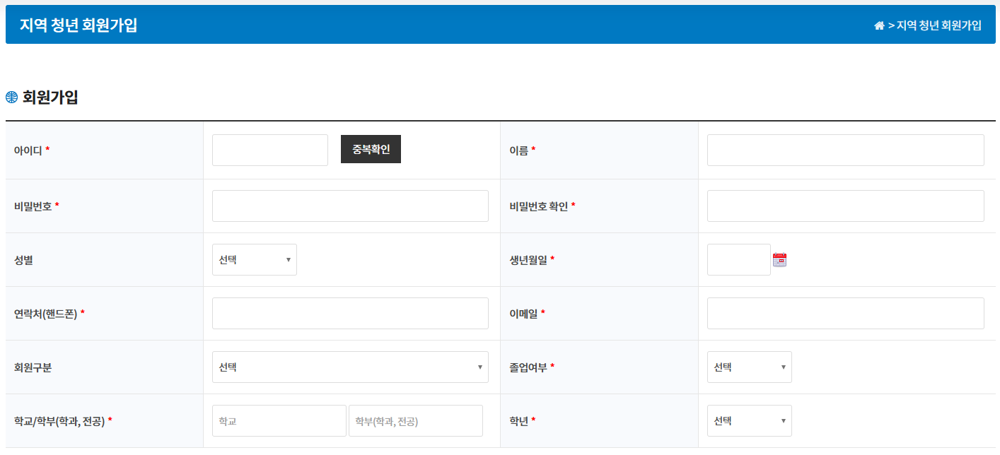 지역 청년 회원가입
> 지역 청년 회원가입
회원가입
아이디 * 중복확인 이름 *
비밀번호 * 비밀번호 확인 *
성별 선택 생년월일 *
연락처(핸드폰) * 이메일 *
회원구분 선택 졸업여부 * 선택
학교/학부(학과, 전공) * 학교 학부(학과, 전공) 학년 * 선택